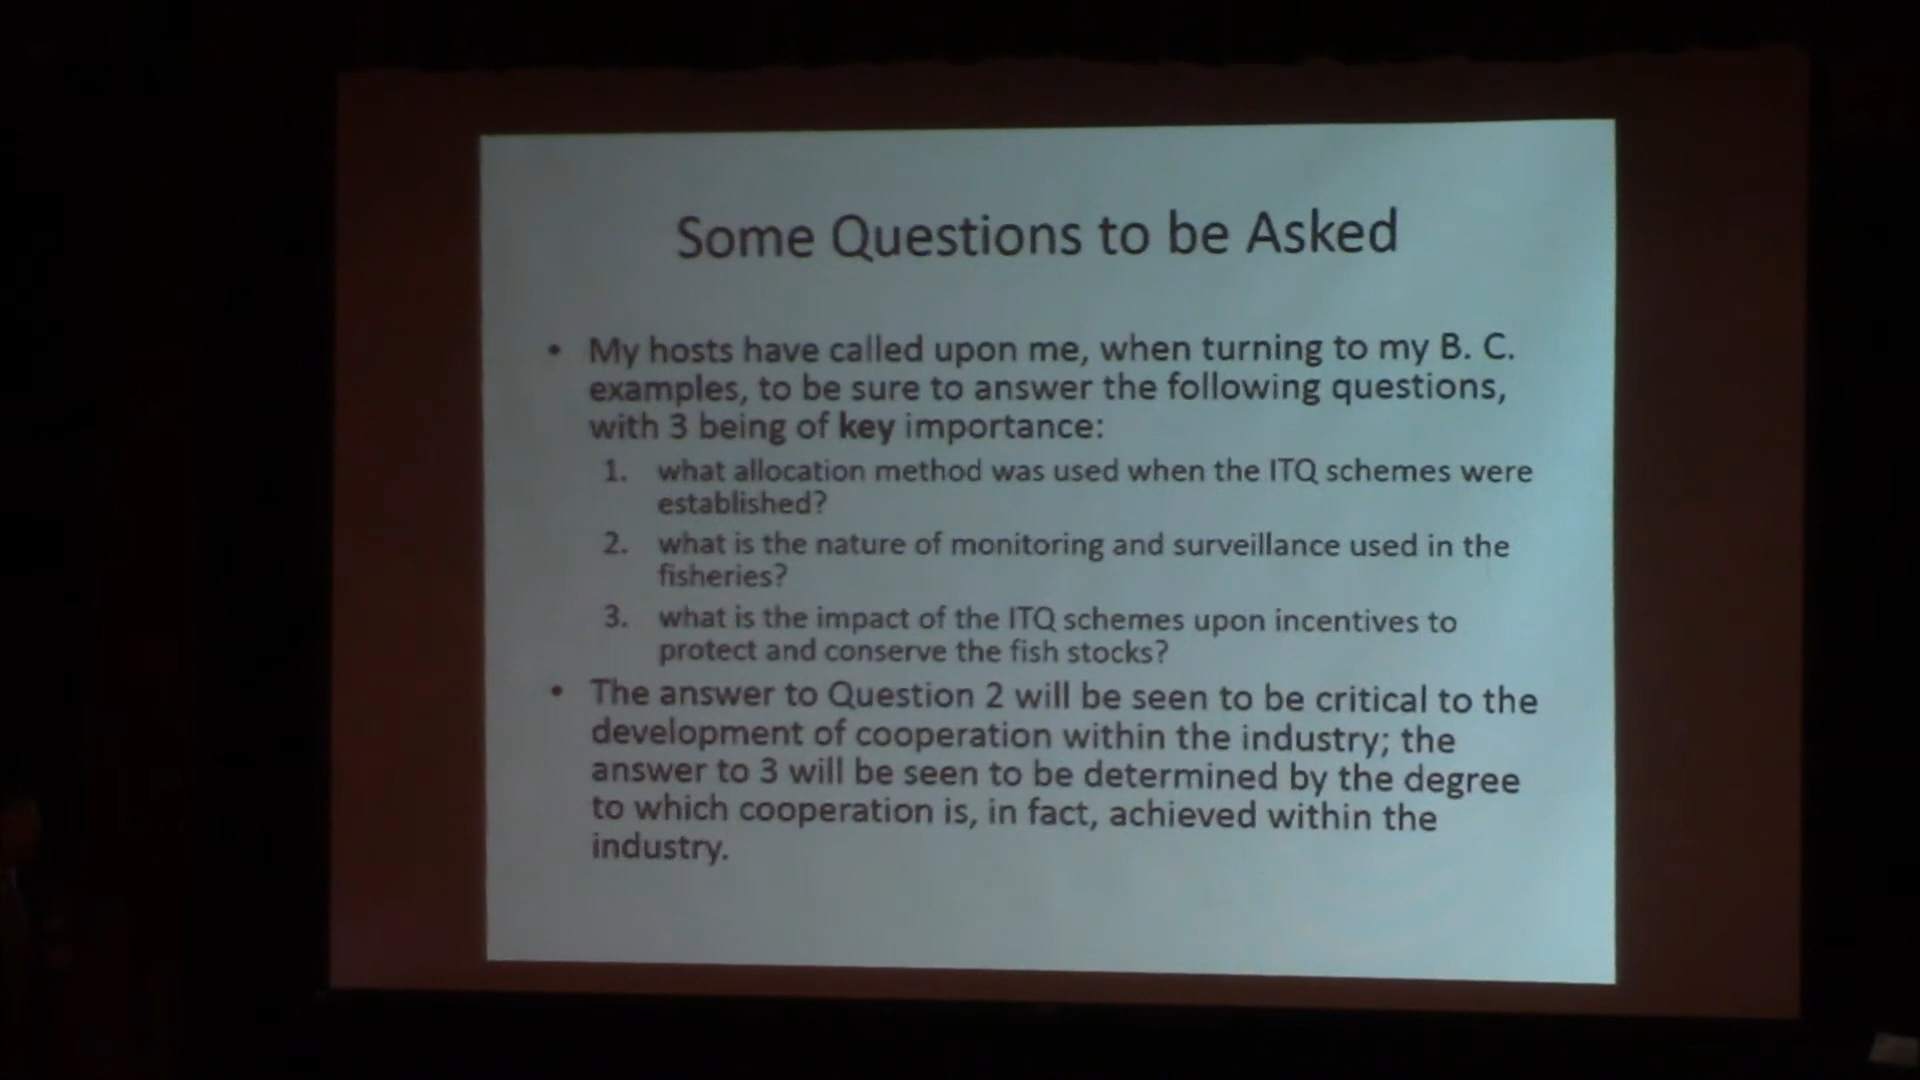 Some Questions to be Asked
• My hosts have called upon me, when turning to my B. C.
examples, to be sure to answer the following questions,
with 3 being of key importance:
1. what allocation method was used when the ITQ schemes were
established?
2. what is the nature of monitoring and surveillance used in the
fisheries?
3. what is the impact of the ITQ schemes upon incentives to
protect and conserve the fish stocks?
• The answer to Question 2 will be seen to be critical to the
development of cooperation within the industry; the
answer to 3 will be seen to be determined by the degree
to which cooperation is, in fact, achieved within the
industry.